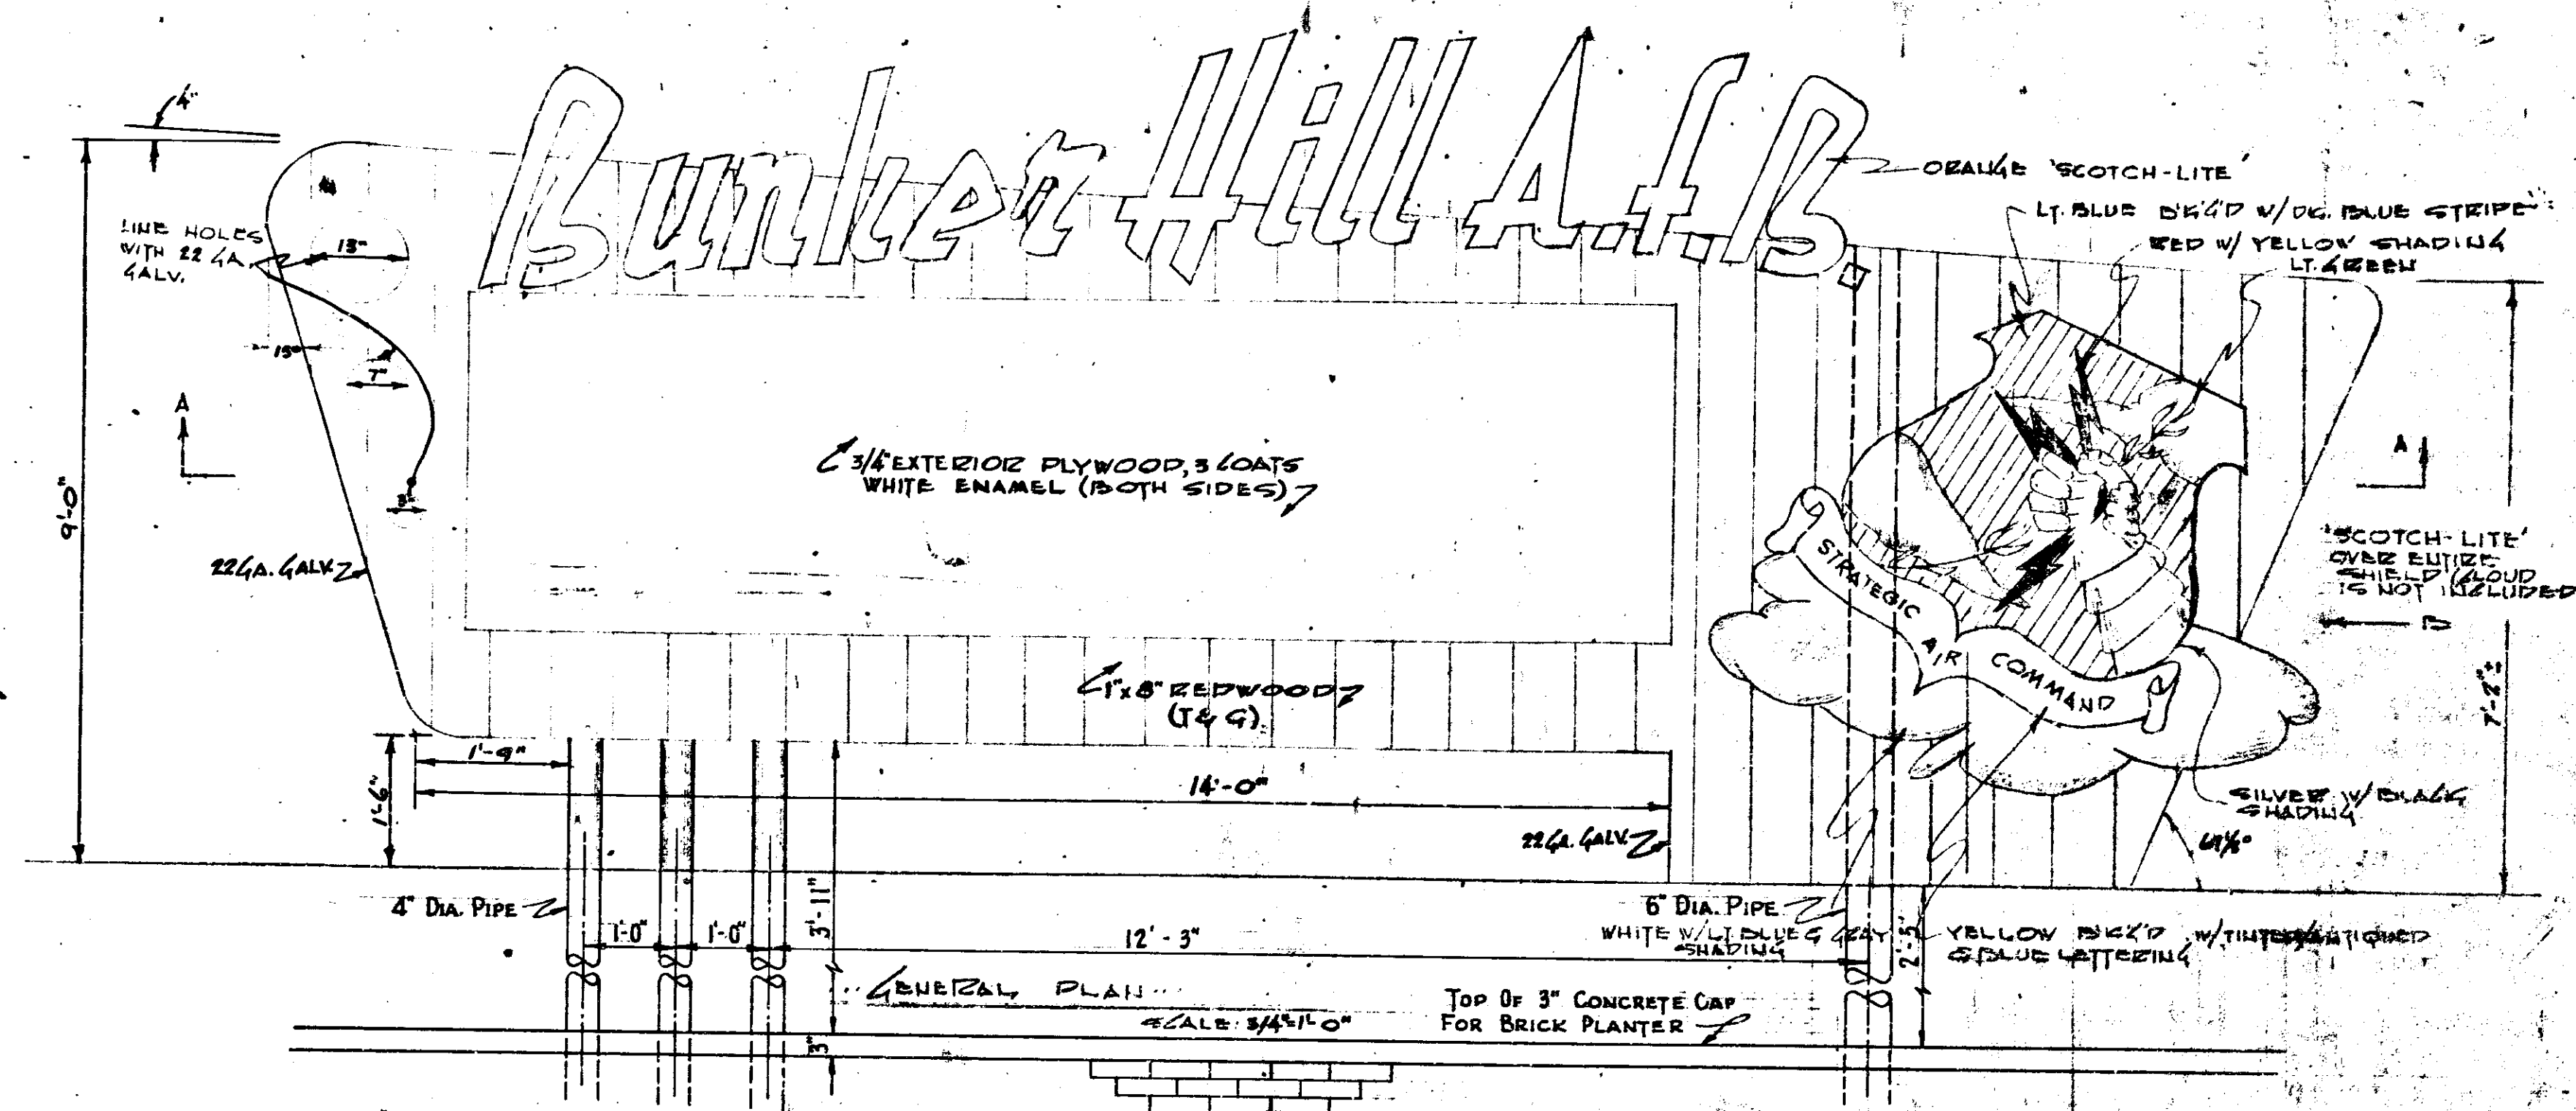 Bunker Hill A.F.B.
4"
ORANGE 'SCOTCH-LITE'
LT. BLUE BKG'D W/DK. BLUE STRIPE
RED W/ YELLOW SHADING
LT. GREEN
LINE HOLES
WITH 22 GA.
GALV.
13"
15"
7"
3"
A
A
9'-0"
3/4" EXTERIOR PLYWOOD, 3 COATS
WHITE ENAMEL (BOTH SIDES)
22 GA. GALV.
STRATEGIC AIR COMMAND
'SCOTCH-LITE'
OVER ENTIRE
SHIELD CLOUD
IS NOT INCLUDED
B
7'-2"±
1"x8" REDWOOD
(T & G)
1'-9"
1'-6"
14'-0"
22 GA. GALV.
SILVER W/ BLACK
SHADING
4" DIA. PIPE
1'-0"
1'-0"
3'-11"
12'-3"
6" DIA. PIPE
WHITE W/LT BLUE & GRAY
SHADING
2'-5"
YELLOW BKG'D W/TINTED
& BLUE LETTERING
GENERAL PLAN
SCALE: 3/4"=1'-0"
TOP OF 3" CONCRETE CAP
FOR BRICK PLANTER
3"